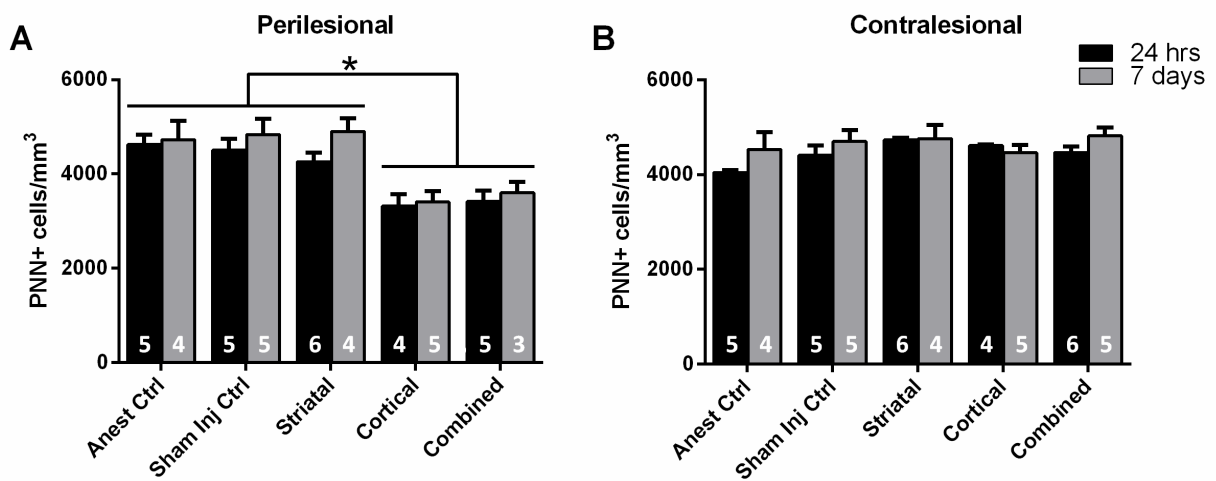 A
Perilesional
*
PNN+ cells/mm³
6000
4000
2000
0
5 4 5 5 6 4 4 5 5 3
Anest Ctrl
Sham Inj Ctrl
Striatal
Cortical
Combined
B
Contralesional
24 hrs
7 days
PNN+ cells/mm³
6000
4000
2000
0
5 4 5 5 6 4 4 5 6 5
Anest Ctrl
Sham Inj Ctrl
Striatal
Cortical
Combined